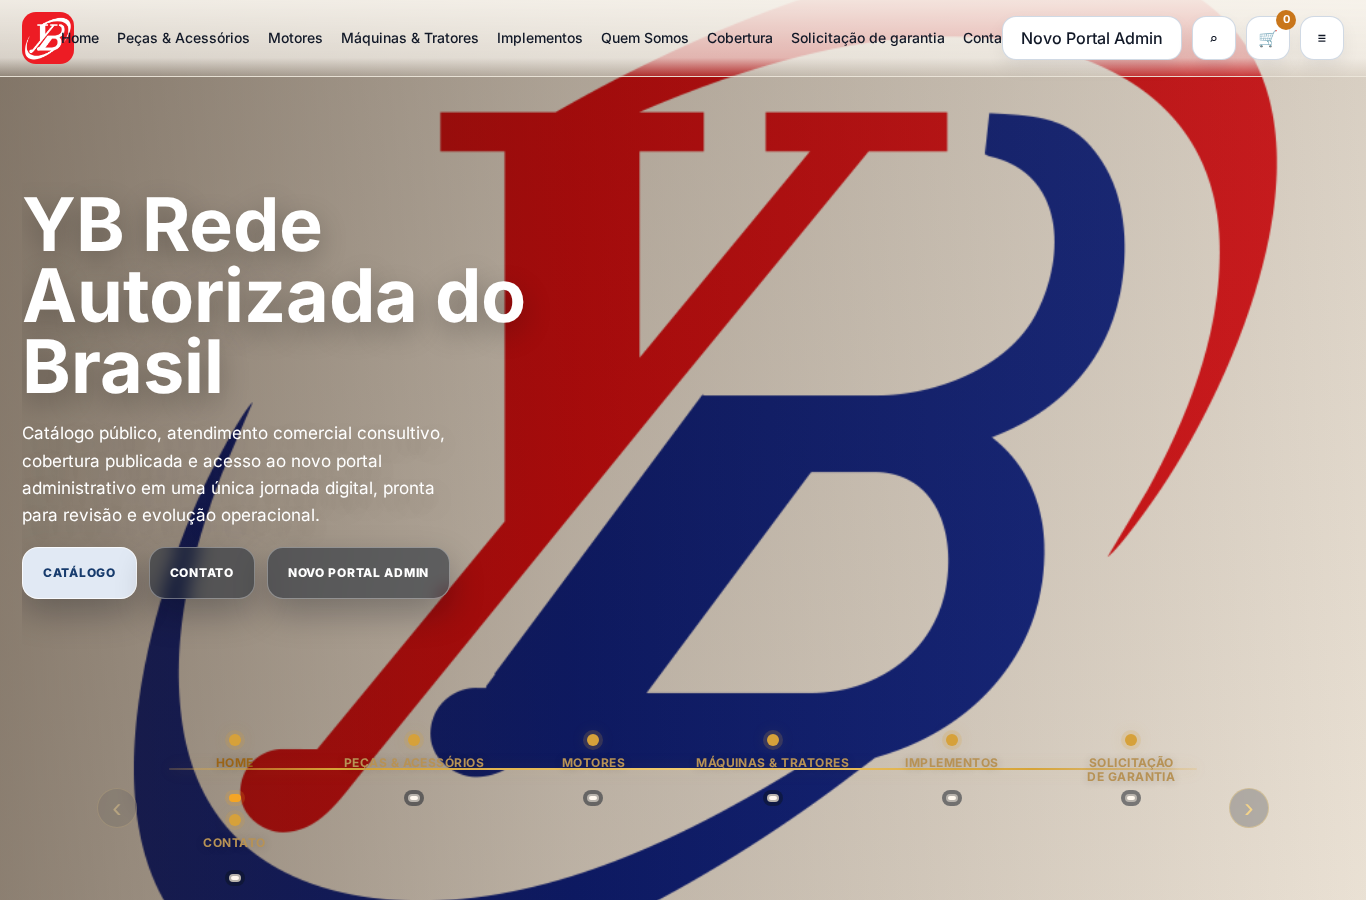 YB Home Peças & Acessórios Motores Máquinas & Tratores Implementos Quem Somos Cobertura Solicitação de garantia Conta Novo Portal Admin 0
YB
YB Rede
Autorizada do
Brasil
Catálogo público, atendimento comercial consultivo,
cobertura publicada e acesso ao novo portal
administrativo em uma única jornada digital, pronta
para revisão e evolução operacional.
CATÁLOGO CONTATO NOVO PORTAL ADMIN
HOME PEÇAS & ACESSÓRIOS MOTORES MÁQUINAS & TRATORES IMPLEMENTOS SOLICITAÇÃO
DE GARANTIA
CONTATO